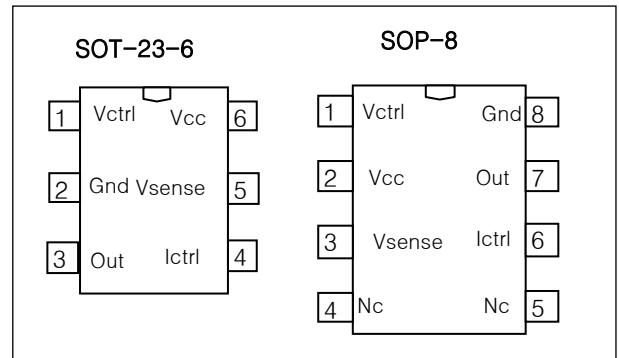 SOT-23-6
1 Vctrl Vcc 6
2 Gnd Vsense 5
3 Out Ictrl 4
SOP-8
1 Vctrl Gnd 8
2 Vcc Out 7
3 Vsense Ictrl 6
4 Nc Nc 5